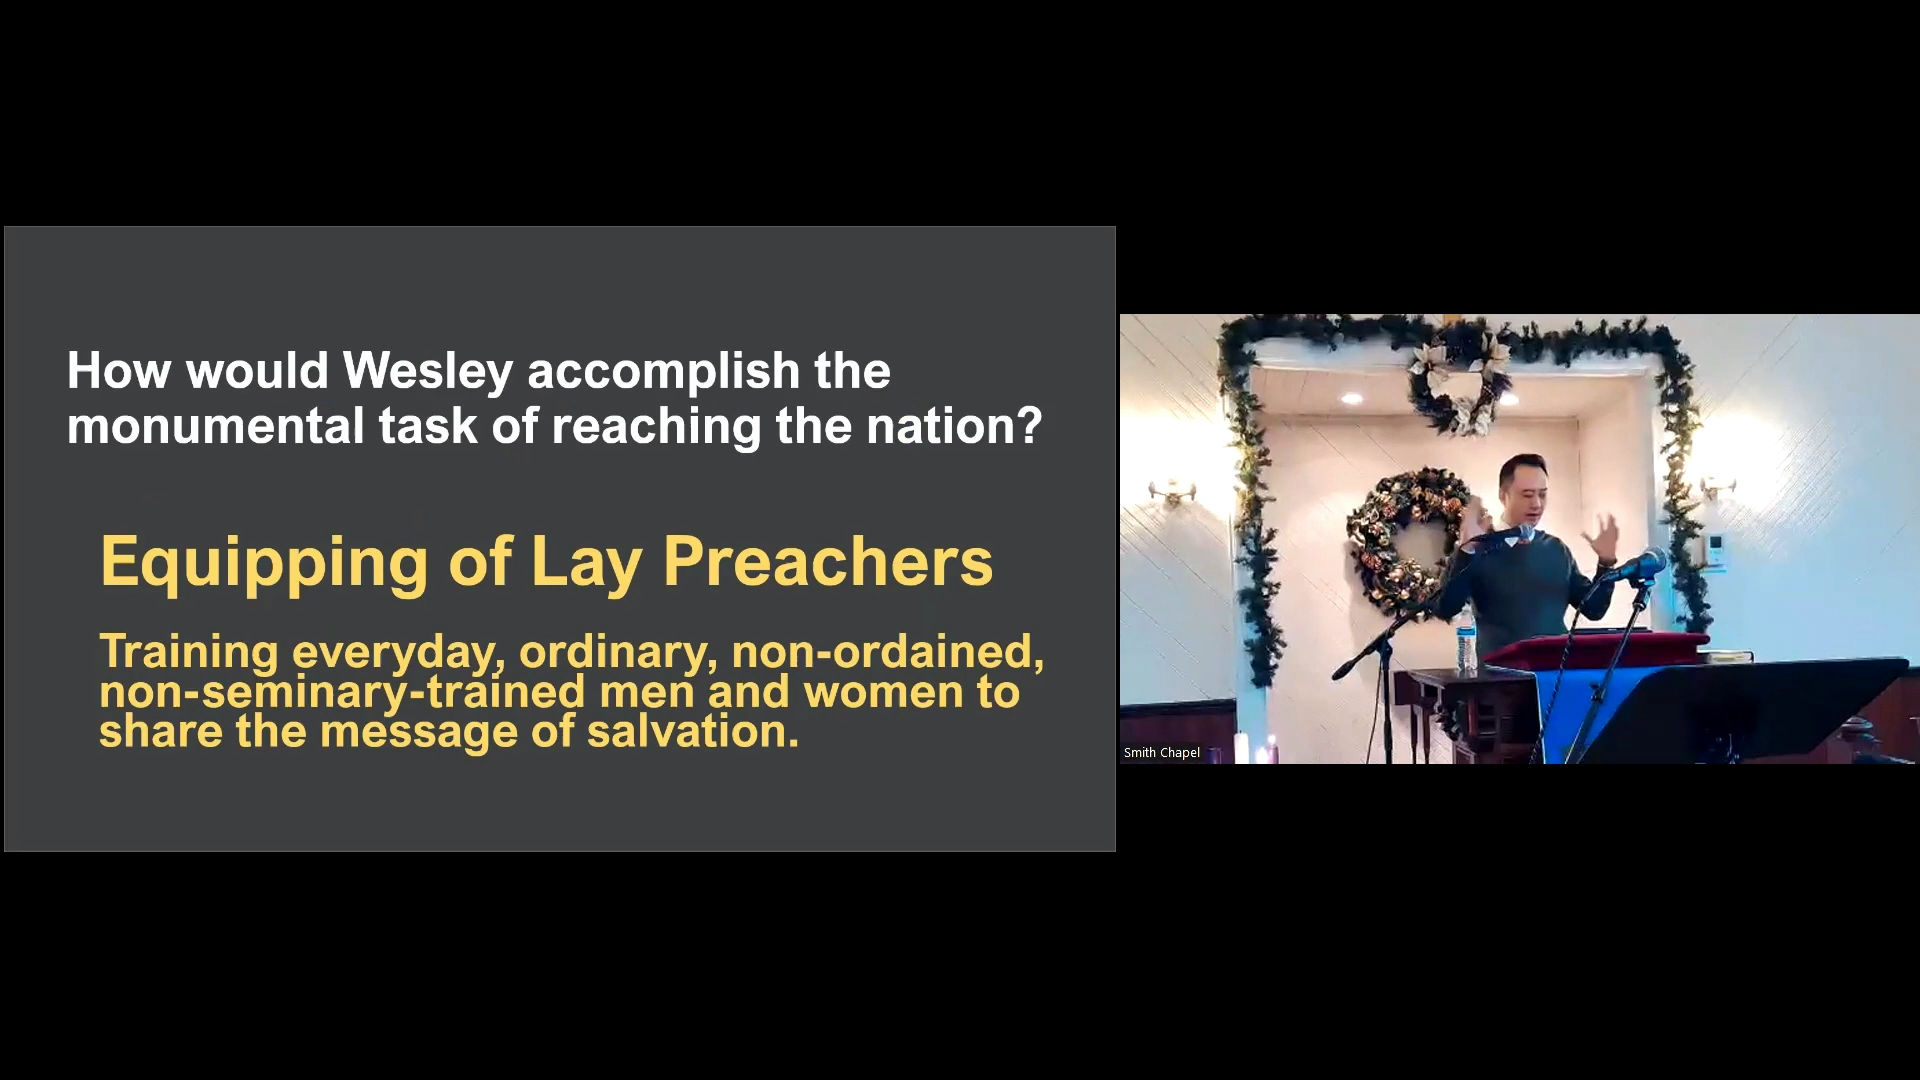 How would Wesley accomplish the
monumental task of reaching the nation?
Equipping of Lay Preachers
Training everyday, ordinary, non-ordained,
non-seminary-trained men and women to
share the message of salvation.
Smith Chapel